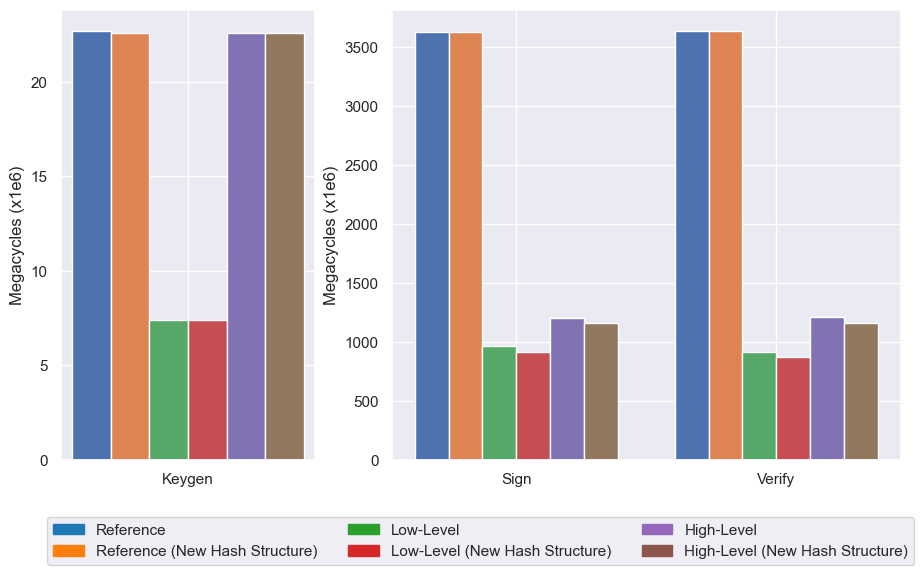 Megacycles (x1e6)
20
15
10
5
0
Keygen
Megacycles (x1e6)
3500
3000
2500
2000
1500
1000
500
0
Sign
Verify
Reference
Low-Level
High-Level
Reference (New Hash Structure)
Low-Level (New Hash Structure)
High-Level (New Hash Structure)